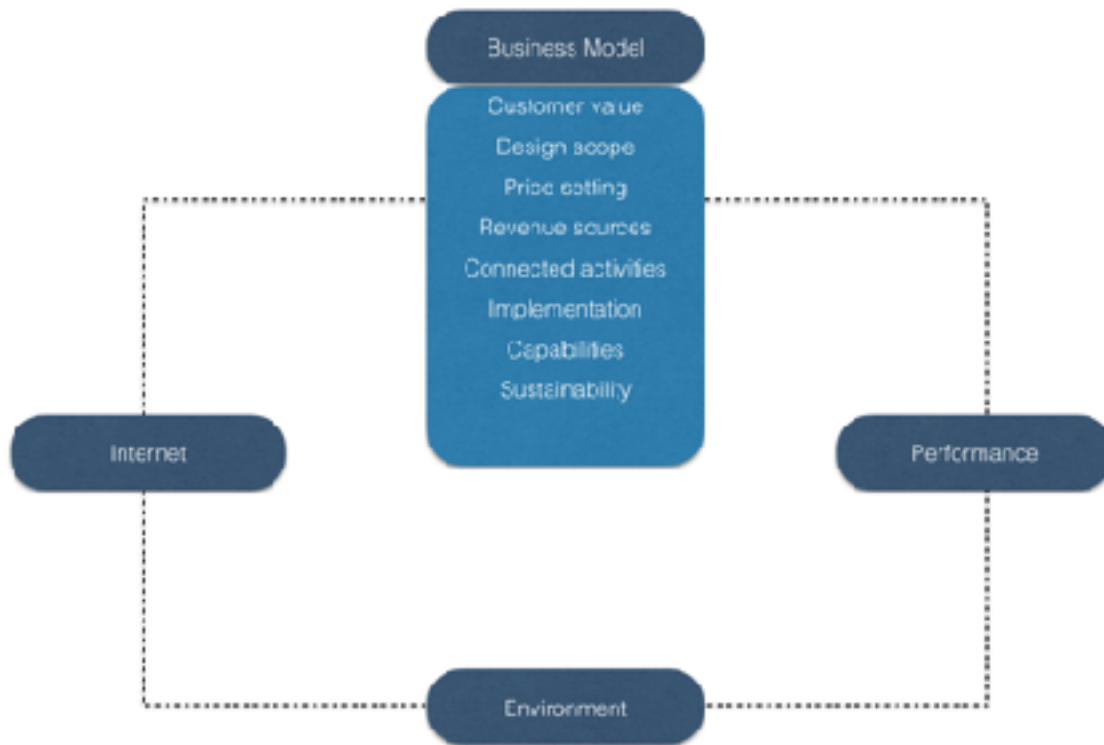 Business Model
Customer value
Design scope
Price setting
Revenue sources
Connected activities
Implementation
Capabilities
Sustainability
Internet
Performance
Environment